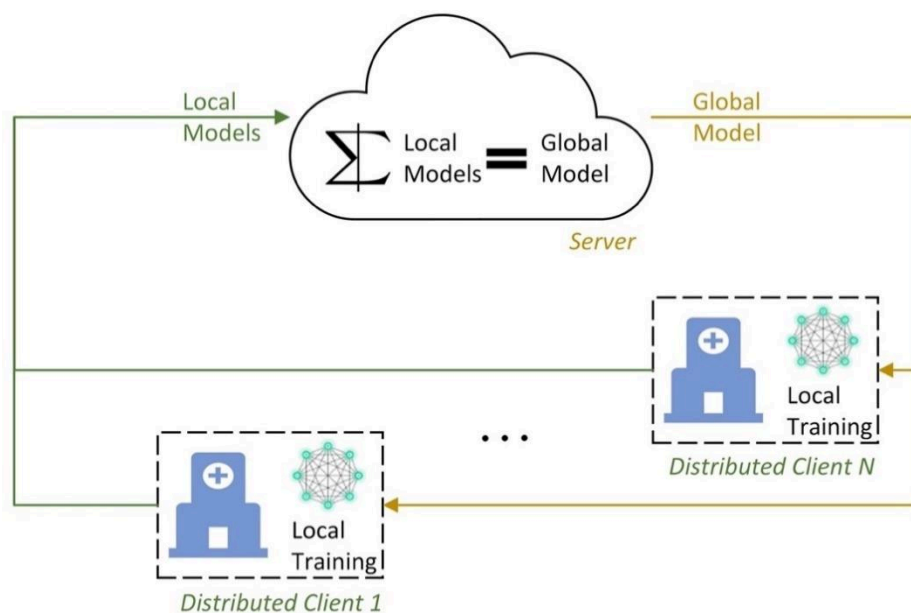 Local
Models
Global
Model
∑ Local
Models = Global
Model
Server
Local
Training
Distributed Client N
...
Local
Training
Distributed Client 1